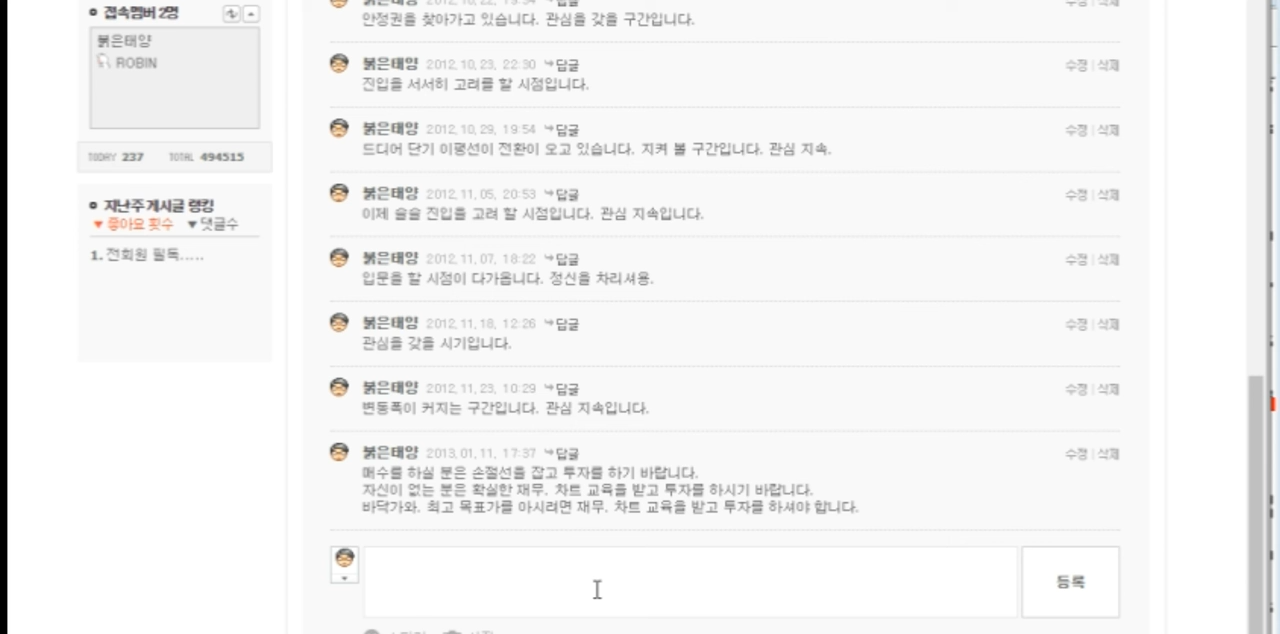 접속멤버 2명
붉은태양
ROBIN
TODAY 237 TOTAL 494515
지난주 게시글 랭킹
▼ 좋아요 횟수 ▼ 댓글수
1. 전회원 필독.....
안정권을 찾아가고 있습니다. 관심을 갖을 구간입니다.
붉은태양 2012.10.23. 22:30 답글 수정 | 삭제
진입을 서서히 고려를 할 시점입니다.
붉은태양 2012.10.29. 19:54 답글 수정 | 삭제
드디어 단기 이평선이 전환이 오고 있습니다. 지켜 볼 구간입니다. 관심 지속.
붉은태양 2012.11.05. 20:53 답글 수정 | 삭제
이제 슬슬 진입을 고려 할 시점입니다. 관심 지속입니다.
붉은태양 2012.11.07. 18:22 답글 수정 | 삭제
입문을 할 시점이 다가옵니다. 정신을 차리셔용.
붉은태양 2012.11.18. 12:26 답글 수정 | 삭제
관심을 갖을 시기입니다.
붉은태양 2012.11.23. 10:29 답글 수정 | 삭제
변동폭이 커지는 구간입니다. 관심 지속입니다.
붉은태양 2013.01.11. 17:37 답글 수정 | 삭제
매수를 하실 분은 손절선을 잡고 투자를 하기 바랍니다.
자신이 없는 분은 확실한 재무. 차트 교육을 받고 투자를 하시기 바랍니다.
바닥가와. 최고 목표가를 아시려면 재무. 차트 교육을 받고 투자를 하셔야 합니다.
등록